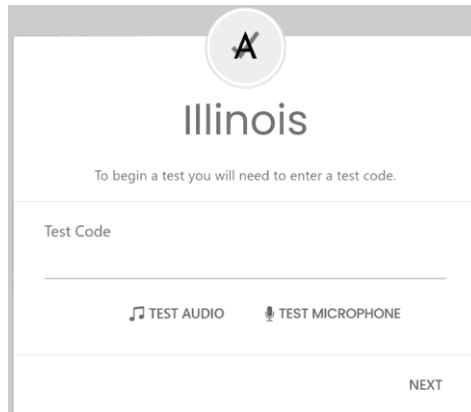 Illinois
To begin a test you will need to enter a test code.
Test Code
TEST AUDIO TEST MICROPHONE
NEXT